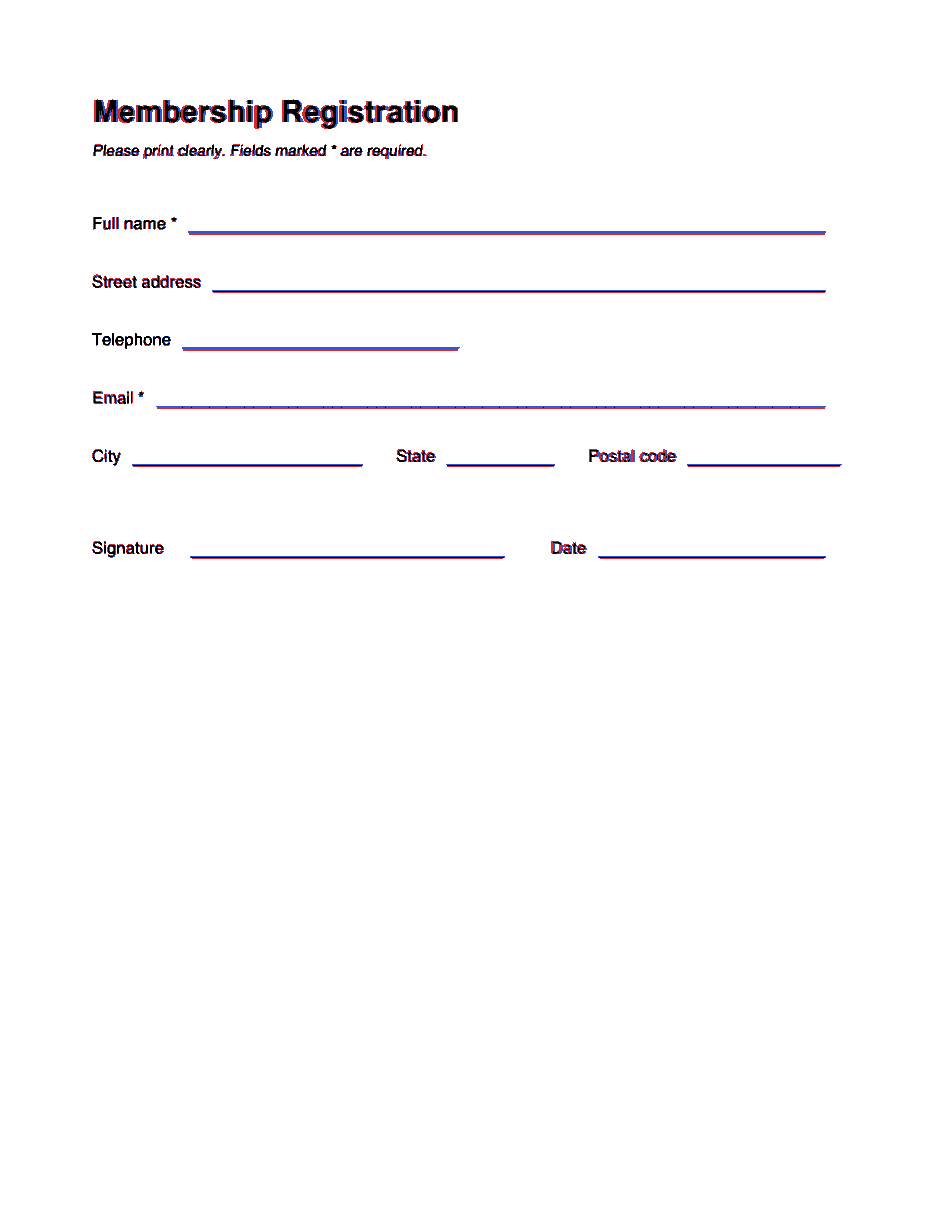 Membership Registration
Please print clearly. Fields marked * are required.
Full name *
Street address
Telephone
Email *
City State Postal code
Signature Date